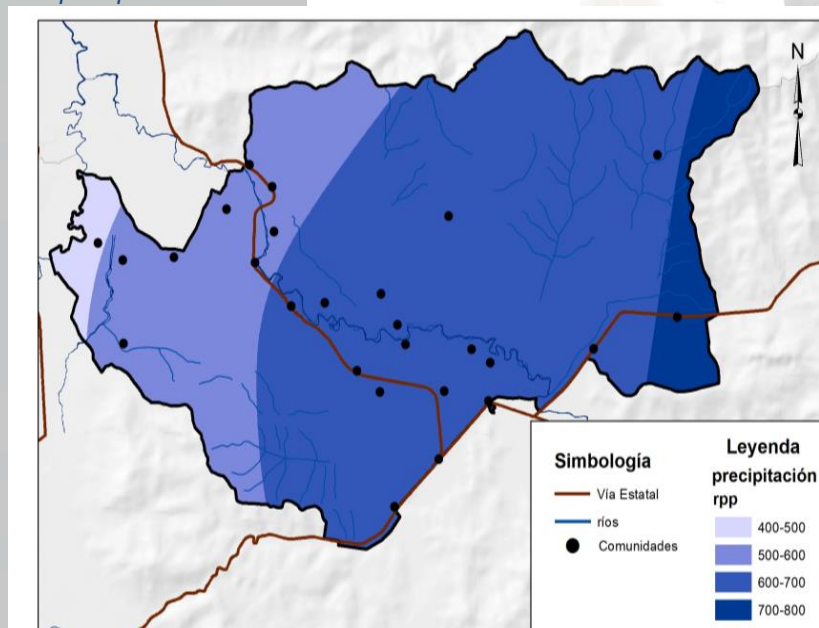 N
Simbología
Vía Estatal
ríos
Comunidades
Leyenda
precipitación
rpp
400-500
500-600
600-700
700-800